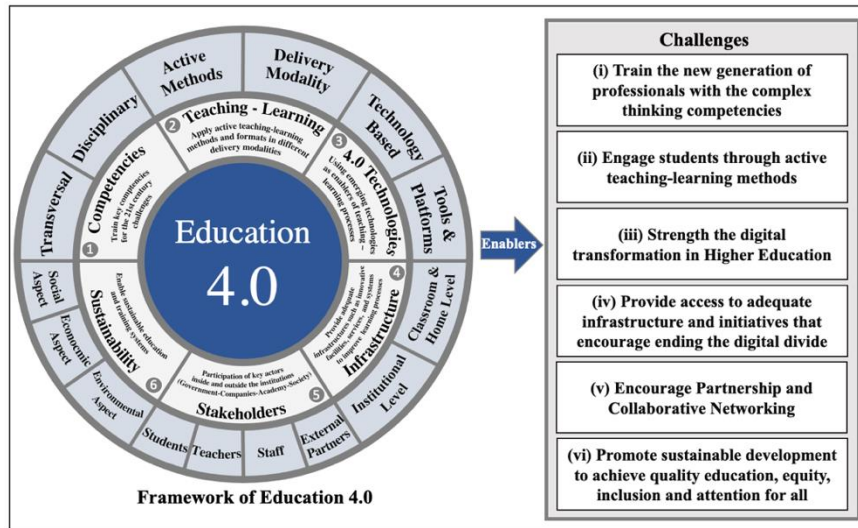 Education
4.0
1
Competencies
Train key competencies
for the 21st century
challenges
Transversal
Disciplinary
2
Teaching - Learning
Apply active teaching-learning
methods and formats in different
delivery modalities
Active
Methods
Delivery
Modality
3
4.0 Technologies
Using emerging technologies
as enablers of teaching –
learning processes
Technology
Based
Tools &
Platforms
4
Infrastructure
Provide adequate
infrastructures such as innovative
facilities, services, and systems
to improve learning processes
Classroom &
Home Level
Institutional
Level
5
Stakeholders
Participation of key actors
inside and outside the institutions
(Government-Companies-Academy-Society)
Students
Teachers
Staff
External
Partners
6
Sustainability
Enable sustainable education
and training systems
Social
Aspect
Econocmic
Aspect
Environmental
Aspect
Framework of Education 4.0
Enablers
Challenges
(i) Train the new generation of
professionals with the complex
thinking competencies
(ii) Engage students through active
teaching-learning methods
(iii) Strength the digital
transformation in Higher Education
(iv) Provide access to adequate
infrastructure and initiatives that
encourage ending the digital divide
(v) Encourage Partnership and
Collaborative Networking
(vi) Promote sustainable development
to achieve quality education, equity,
inclusion and attention for all